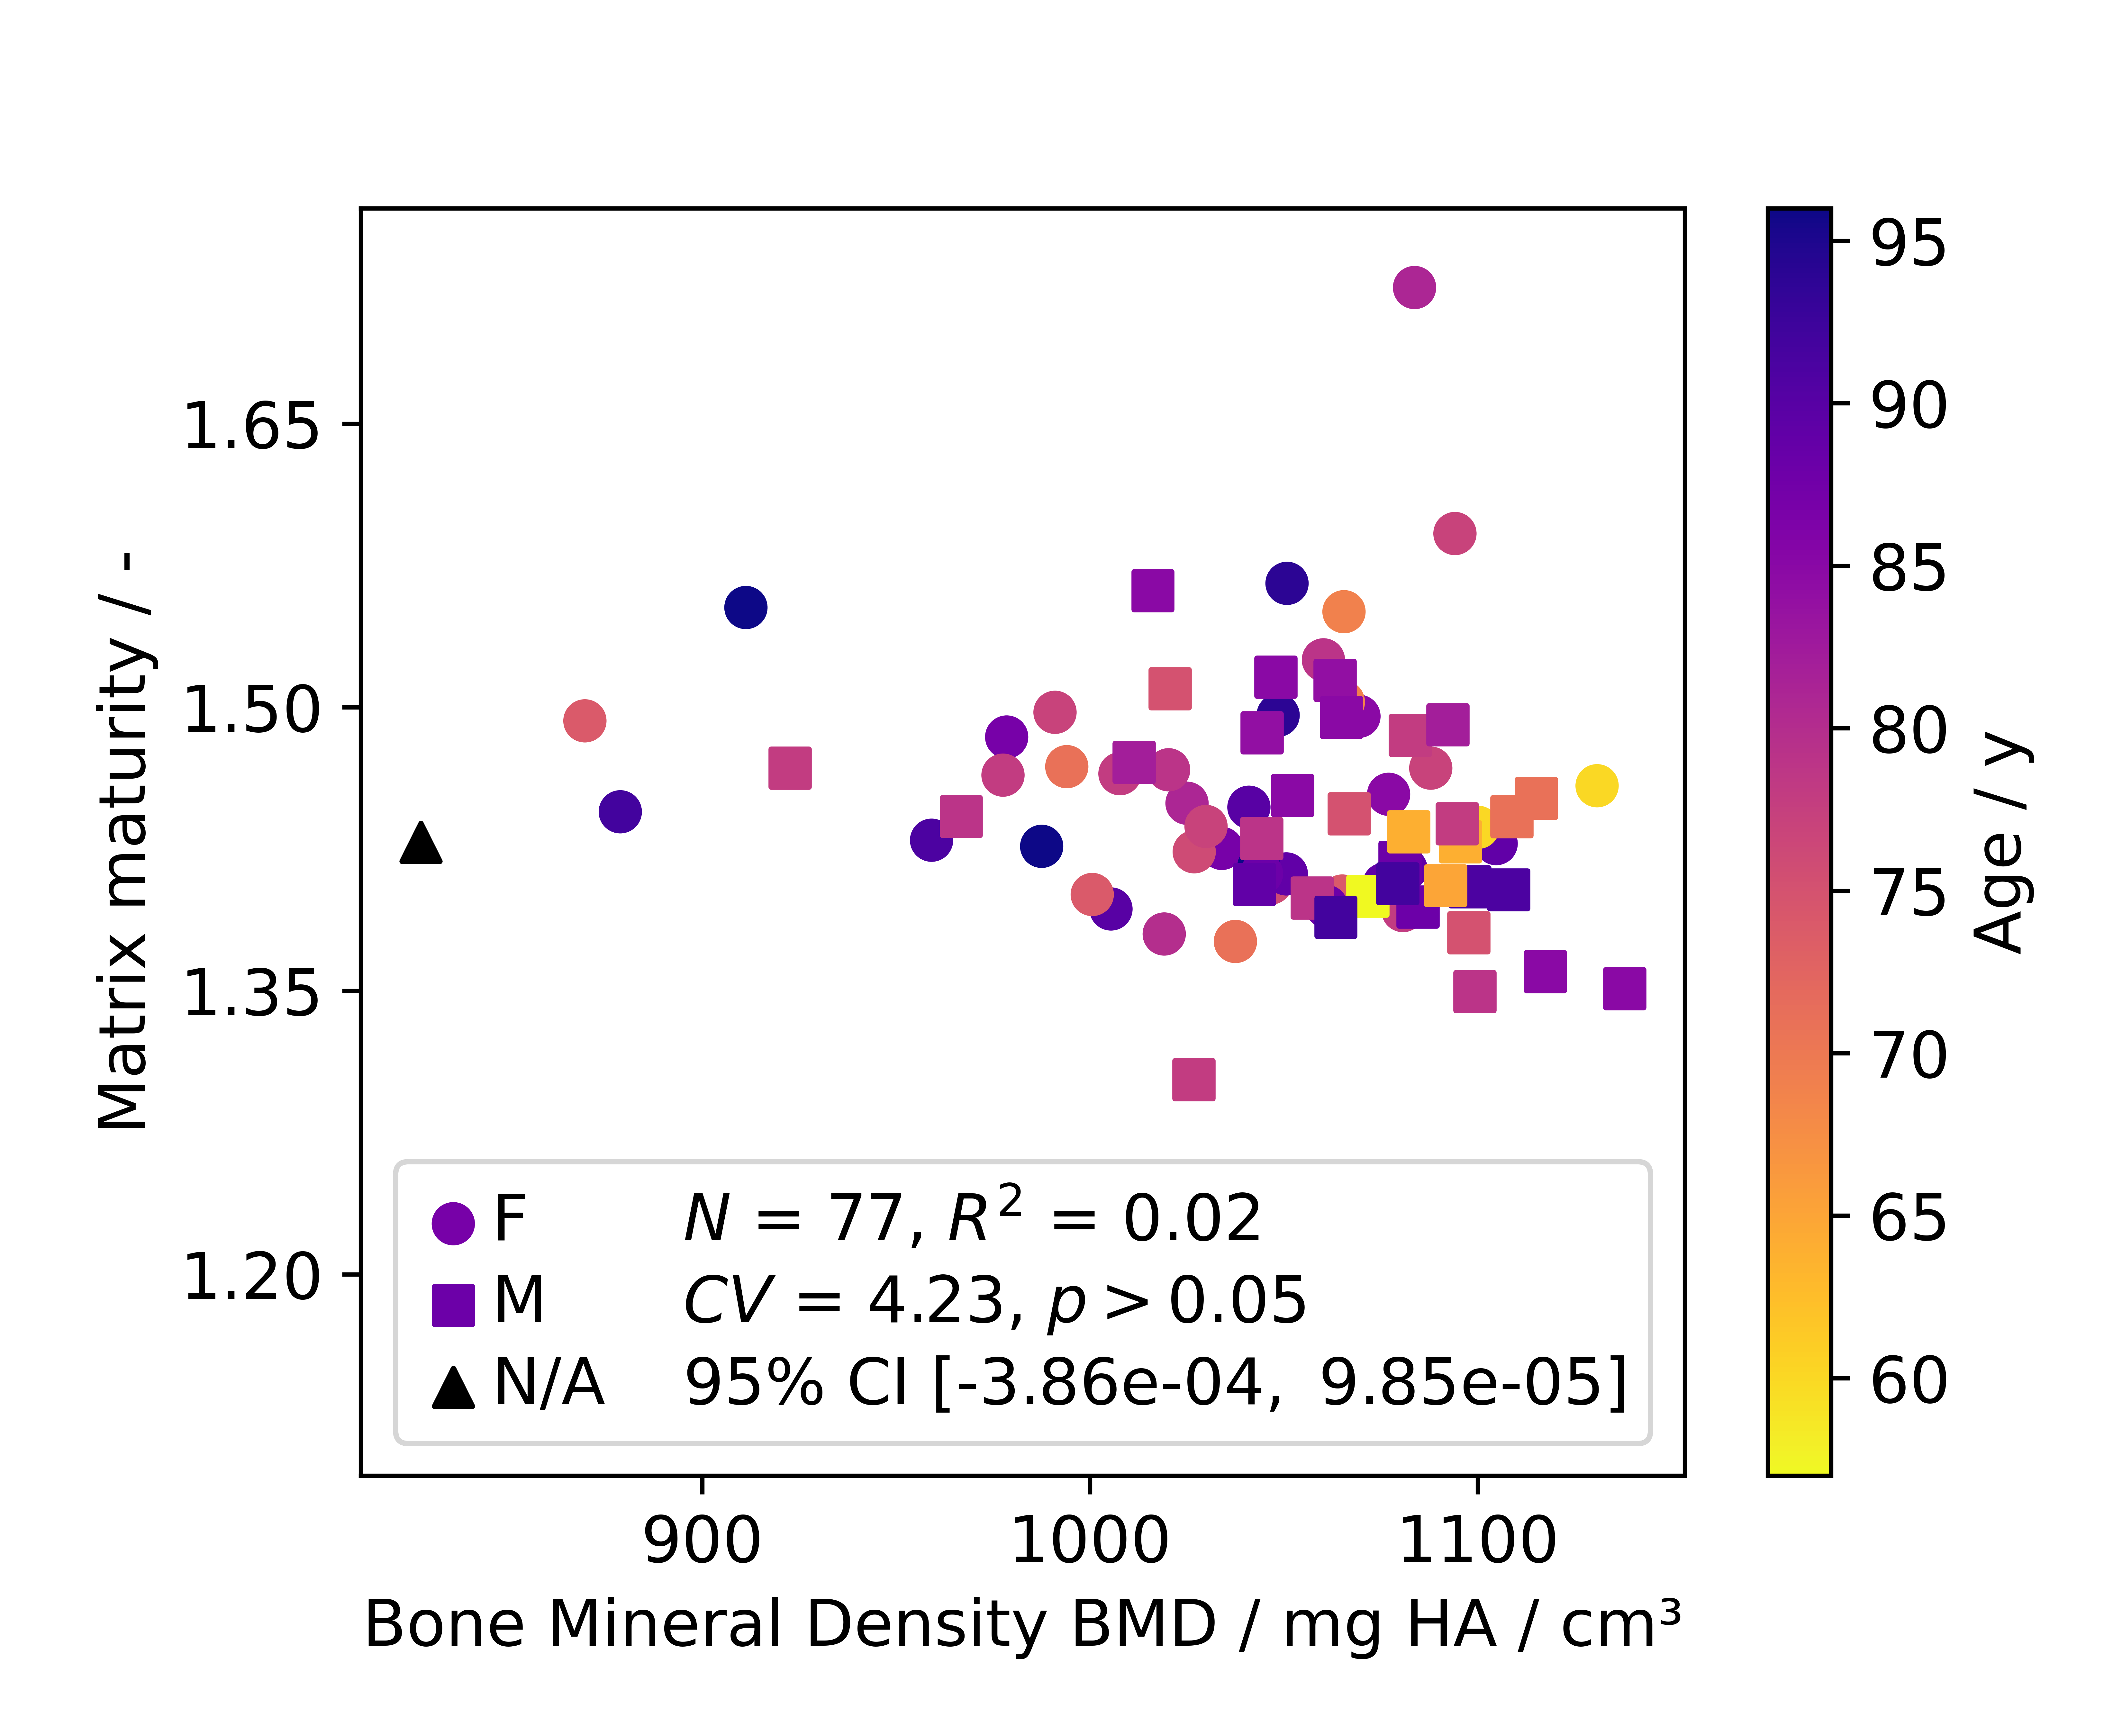 Matrix maturity / -
1.65
1.50
1.35
1.20
F N = 77, R² = 0.02
M CV = 4.23, p > 0.05
N/A 95% CI [-3.86e-04, 9.85e-05]
900 1000 1100
Bone Mineral Density BMD / mg HA / cm³
95
90
85
80
75
70
65
60
Age / y